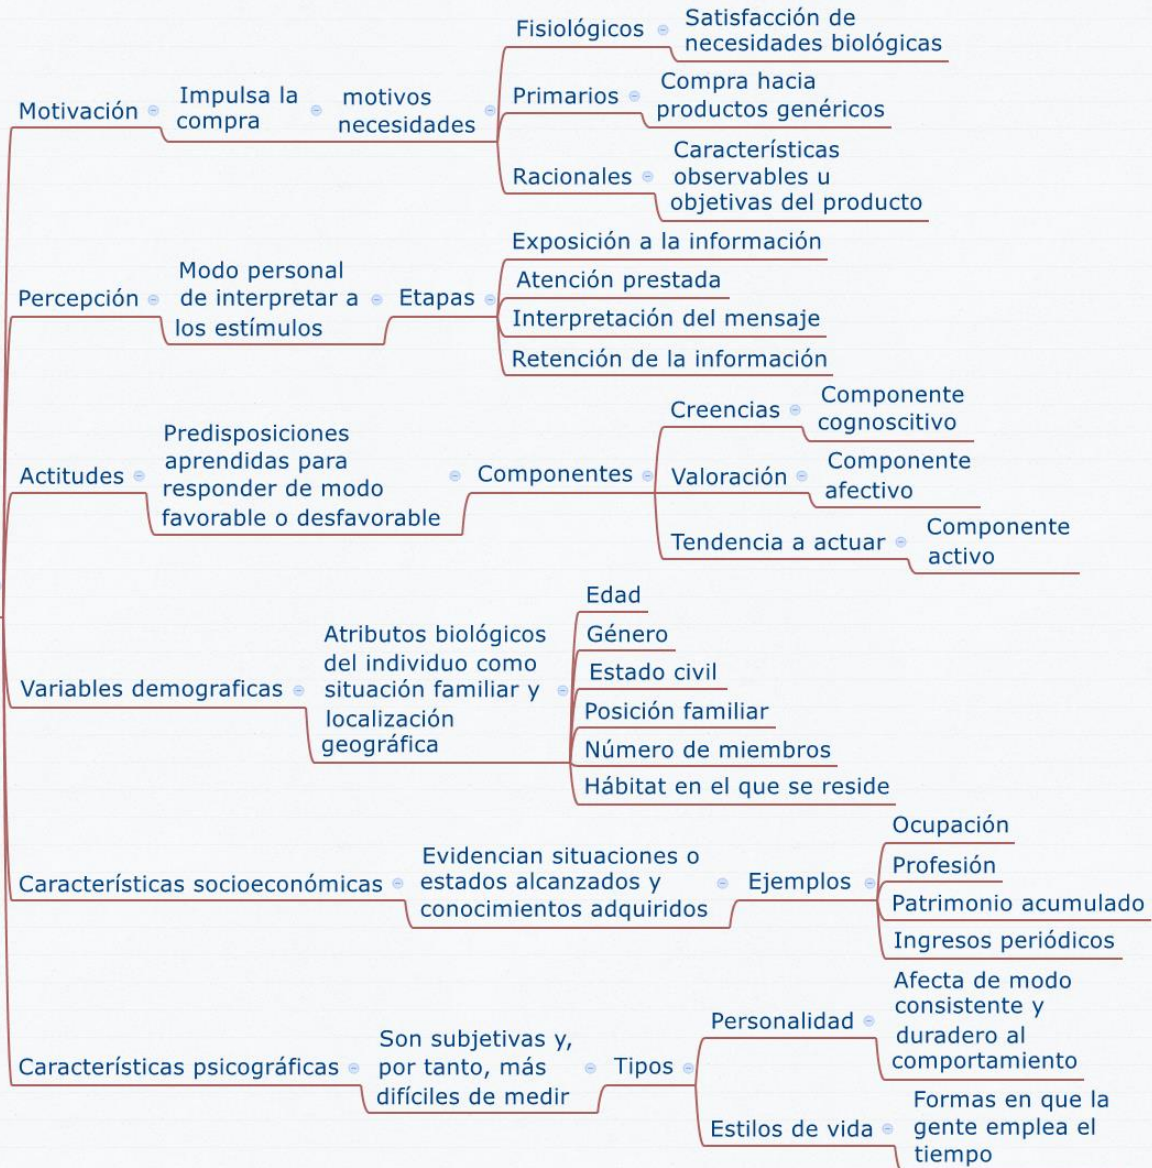 Motivación
Impulsa la
compra
motivos
necesidades
Fisiológicos
Satisfacción de
necesidades biológicas
Primarios
Compra hacia
productos genéricos
Racionales
Características
observables u
objetivas del producto
Percepción
Modo personal
de interpretar a
los estímulos
Etapas
Exposición a la información
Atención prestada
Interpretación del mensaje
Retención de la información
Actitudes
Predisposiciones
aprendidas para
responder de modo
favorable o desfavorable
Componentes
Creencias
Componente
cognoscitivo
Valoración
Componente
afectivo
Tendencia a actuar
Componente
activo
Variables demograficas
Atributos biológicos
del individuo como
situación familiar y
localización
geográfica
Edad
Género
Estado civil
Posición familiar
Número de miembros
Hábitat en el que se reside
Características socioeconómicas
Evidencian situaciones o
estados alcanzados y
conocimientos adquiridos
Ejemplos
Ocupación
Profesión
Patrimonio acumulado
Ingresos periódicos
Características psicográficas
Son subjetivas y,
por tanto, más
difíciles de medir
Tipos
Personalidad
Afecta de modo
consistente y
duradero al
comportamiento
Estilos de vida
Formas en que la
gente emplea el
tiempo